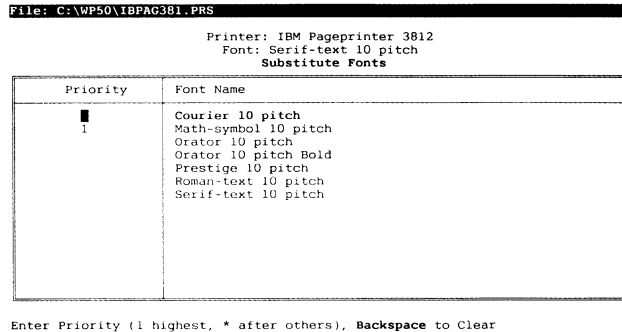 File: C:\WP50\IBPAG381.PRS
Printer: IBM Pageprinter 3812
Font: Serif-text 10 pitch
Substitute Fonts
Priority Font Name
Courier 10 pitch
1 Math-symbol 10 pitch
Orator 10 pitch
Orator 10 pitch Bold
Prestige 10 pitch
Roman-text 10 pitch
Serif-text 10 pitch
Enter Priority (1 highest, * after others), Backspace to Clear